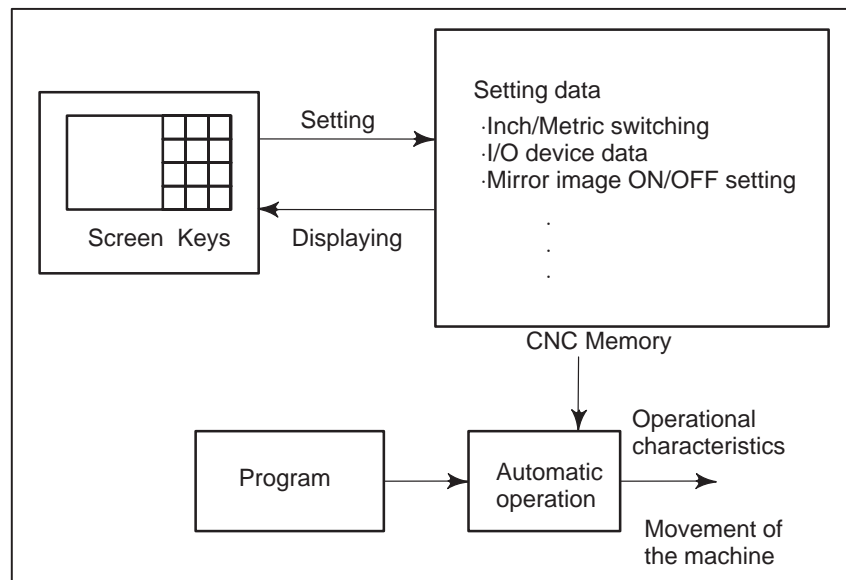 Setting data
·Inch/Metric switching
·I/O device data
·Mirror image ON/OFF setting
.
.
.
Setting
Displaying
Screen Keys
CNC Memory
Program
Automatic
operation
Operational
characteristics
Movement of
the machine